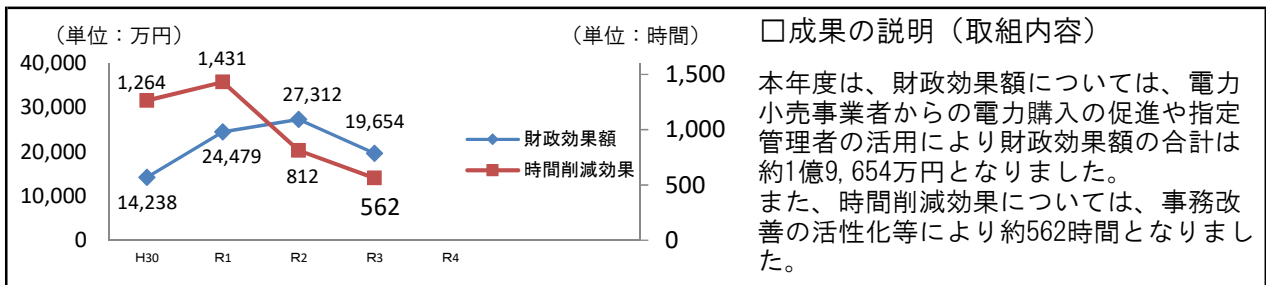 （単位：万円）
（単位：時間）
40,000
30,000
20,000
10,000
0
1,500
1,000
500
0
1,264
1,431
812
562
14,238
24,479
27,312
19,654
財政効果額
時間削減効果
H30 R1 R2 R3 R4
□成果の説明（取組内容）
本年度は、財政効果額については、電力
小売事業者からの電力購入の促進や指定
管理者の活用により財政効果額の合計は
約1億9,654万円となりました。
また、時間削減効果については、事務改
善の活性化等により約562時間となりまし
た。